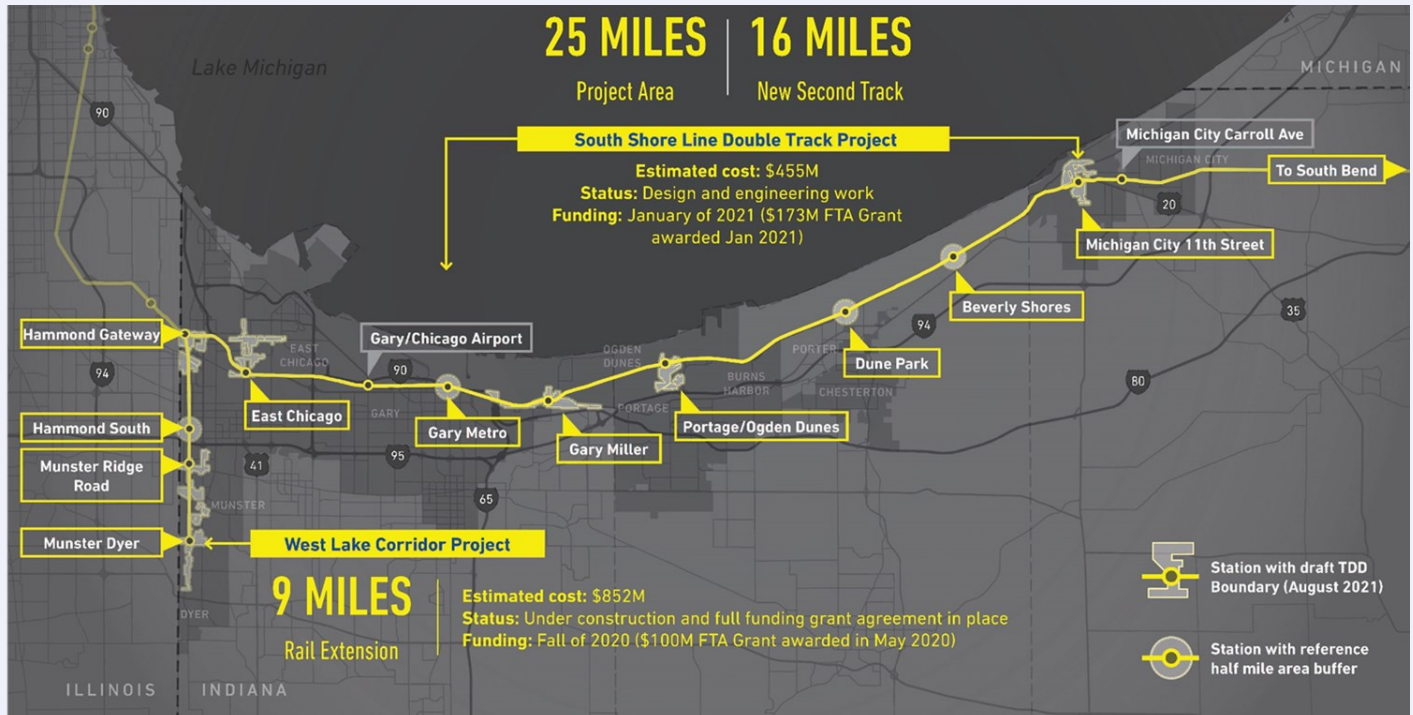 25 MILES
Project Area
16 MILES
New Second Track
Lake Michigan
MICHIGAN
90
South Shore Line Double Track Project
Estimated cost: $455M
Status: Design and engineering work
Funding: January of 2021 ($173M FTA Grant
awarded Jan 2021)
Michigan City Carroll Ave
MICHIGAN CITY
To South Bend
20
Michigan City 11th Street
Beverly Shores
35
Hammond Gateway
EAST
CHICAGO
Gary/Chicago Airport
90
OGDEN
DUNES
PORTER
94
Dune Park
94
BURNS
HARBOR
CHESTERTON
80
East Chicago
GARY
PORTAGE
Hammond South
Gary Metro
Gary Miller
Portage/Ogden Dunes
Munster Ridge
Road
41
95
65
MUNSTER
Munster Dyer
West Lake Corridor Project
9 MILES
Rail Extension
Estimated cost: $852M
Status: Under construction and full funding grant agreement in place
Funding: Fall of 2020 ($100M FTA Grant awarded in May 2020)
DYER
ILLINOIS
INDIANA
Station with draft TDD
Boundary (August 2021)
Station with reference
half mile area buffer